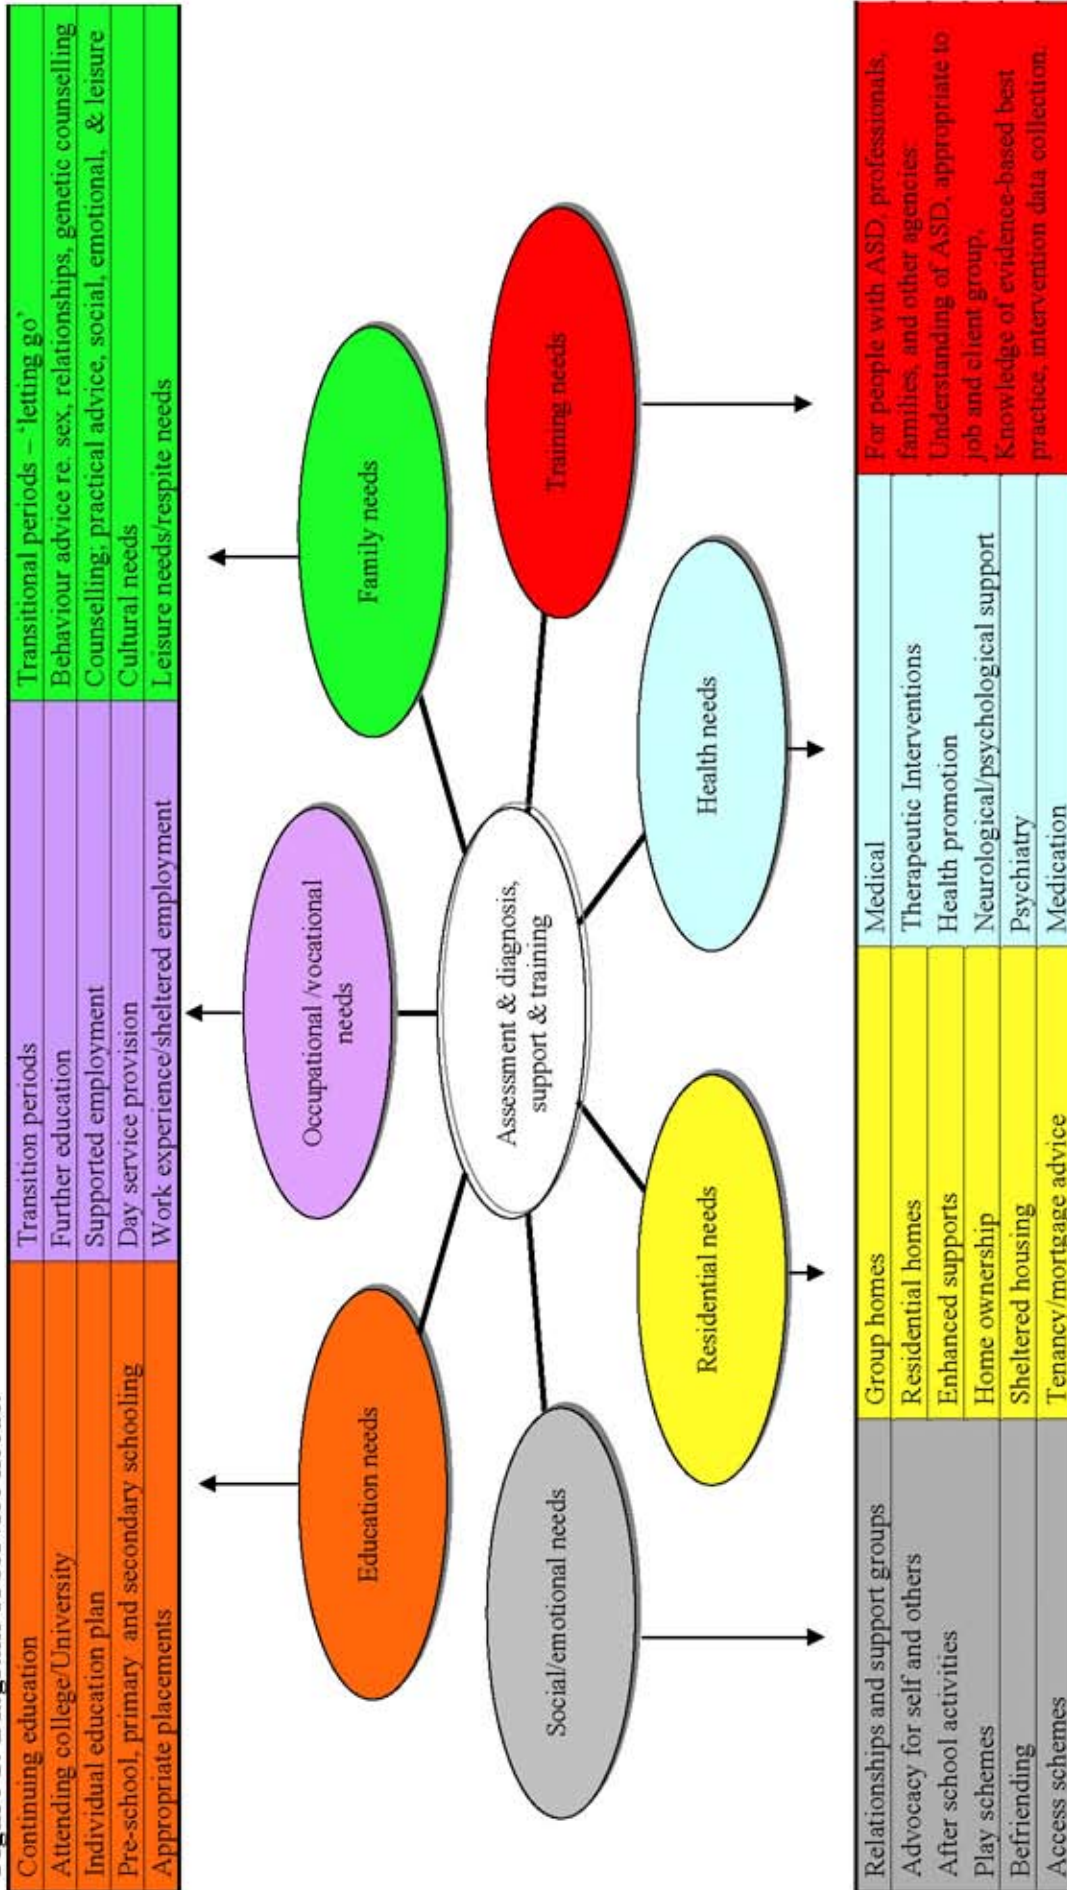 Continuing education
Attending college/University
Individual education plan
Pre-school, primary and secondary schooling
Appropriate placements
Transition periods
Further education
Supported employment
Day service provision
Work experience/sheltered employment
Transitional periods – ‘letting go’
Behaviour advice re. sex, relationships, genetic counselling
Counselling; practical advice, social, emotional, & leisure
Cultural needs
Leisure needs/respite needs
Education needs
Occupational /vocational
needs
Family needs
Social/emotional needs
Assessment & diagnosis,
support & training
Training needs
Residential needs
Health needs
Relationships and support groups
Advocacy for self and others
After school activities
Play schemes
Befriending
Access schemes
Group homes
Residential homes
Enhanced supports
Home ownership
Sheltered housing
Tenancy/mortgage advice
Medical
Therapeutic Interventions
Health promotion
Neurological/psychological support
Psychiatry
Medication
For people with ASD, professionals,
families, and other agencies:
Understanding of ASD, appropriate to
job and client group,
Knowledge of evidence-based best
practice, intervention data collection.